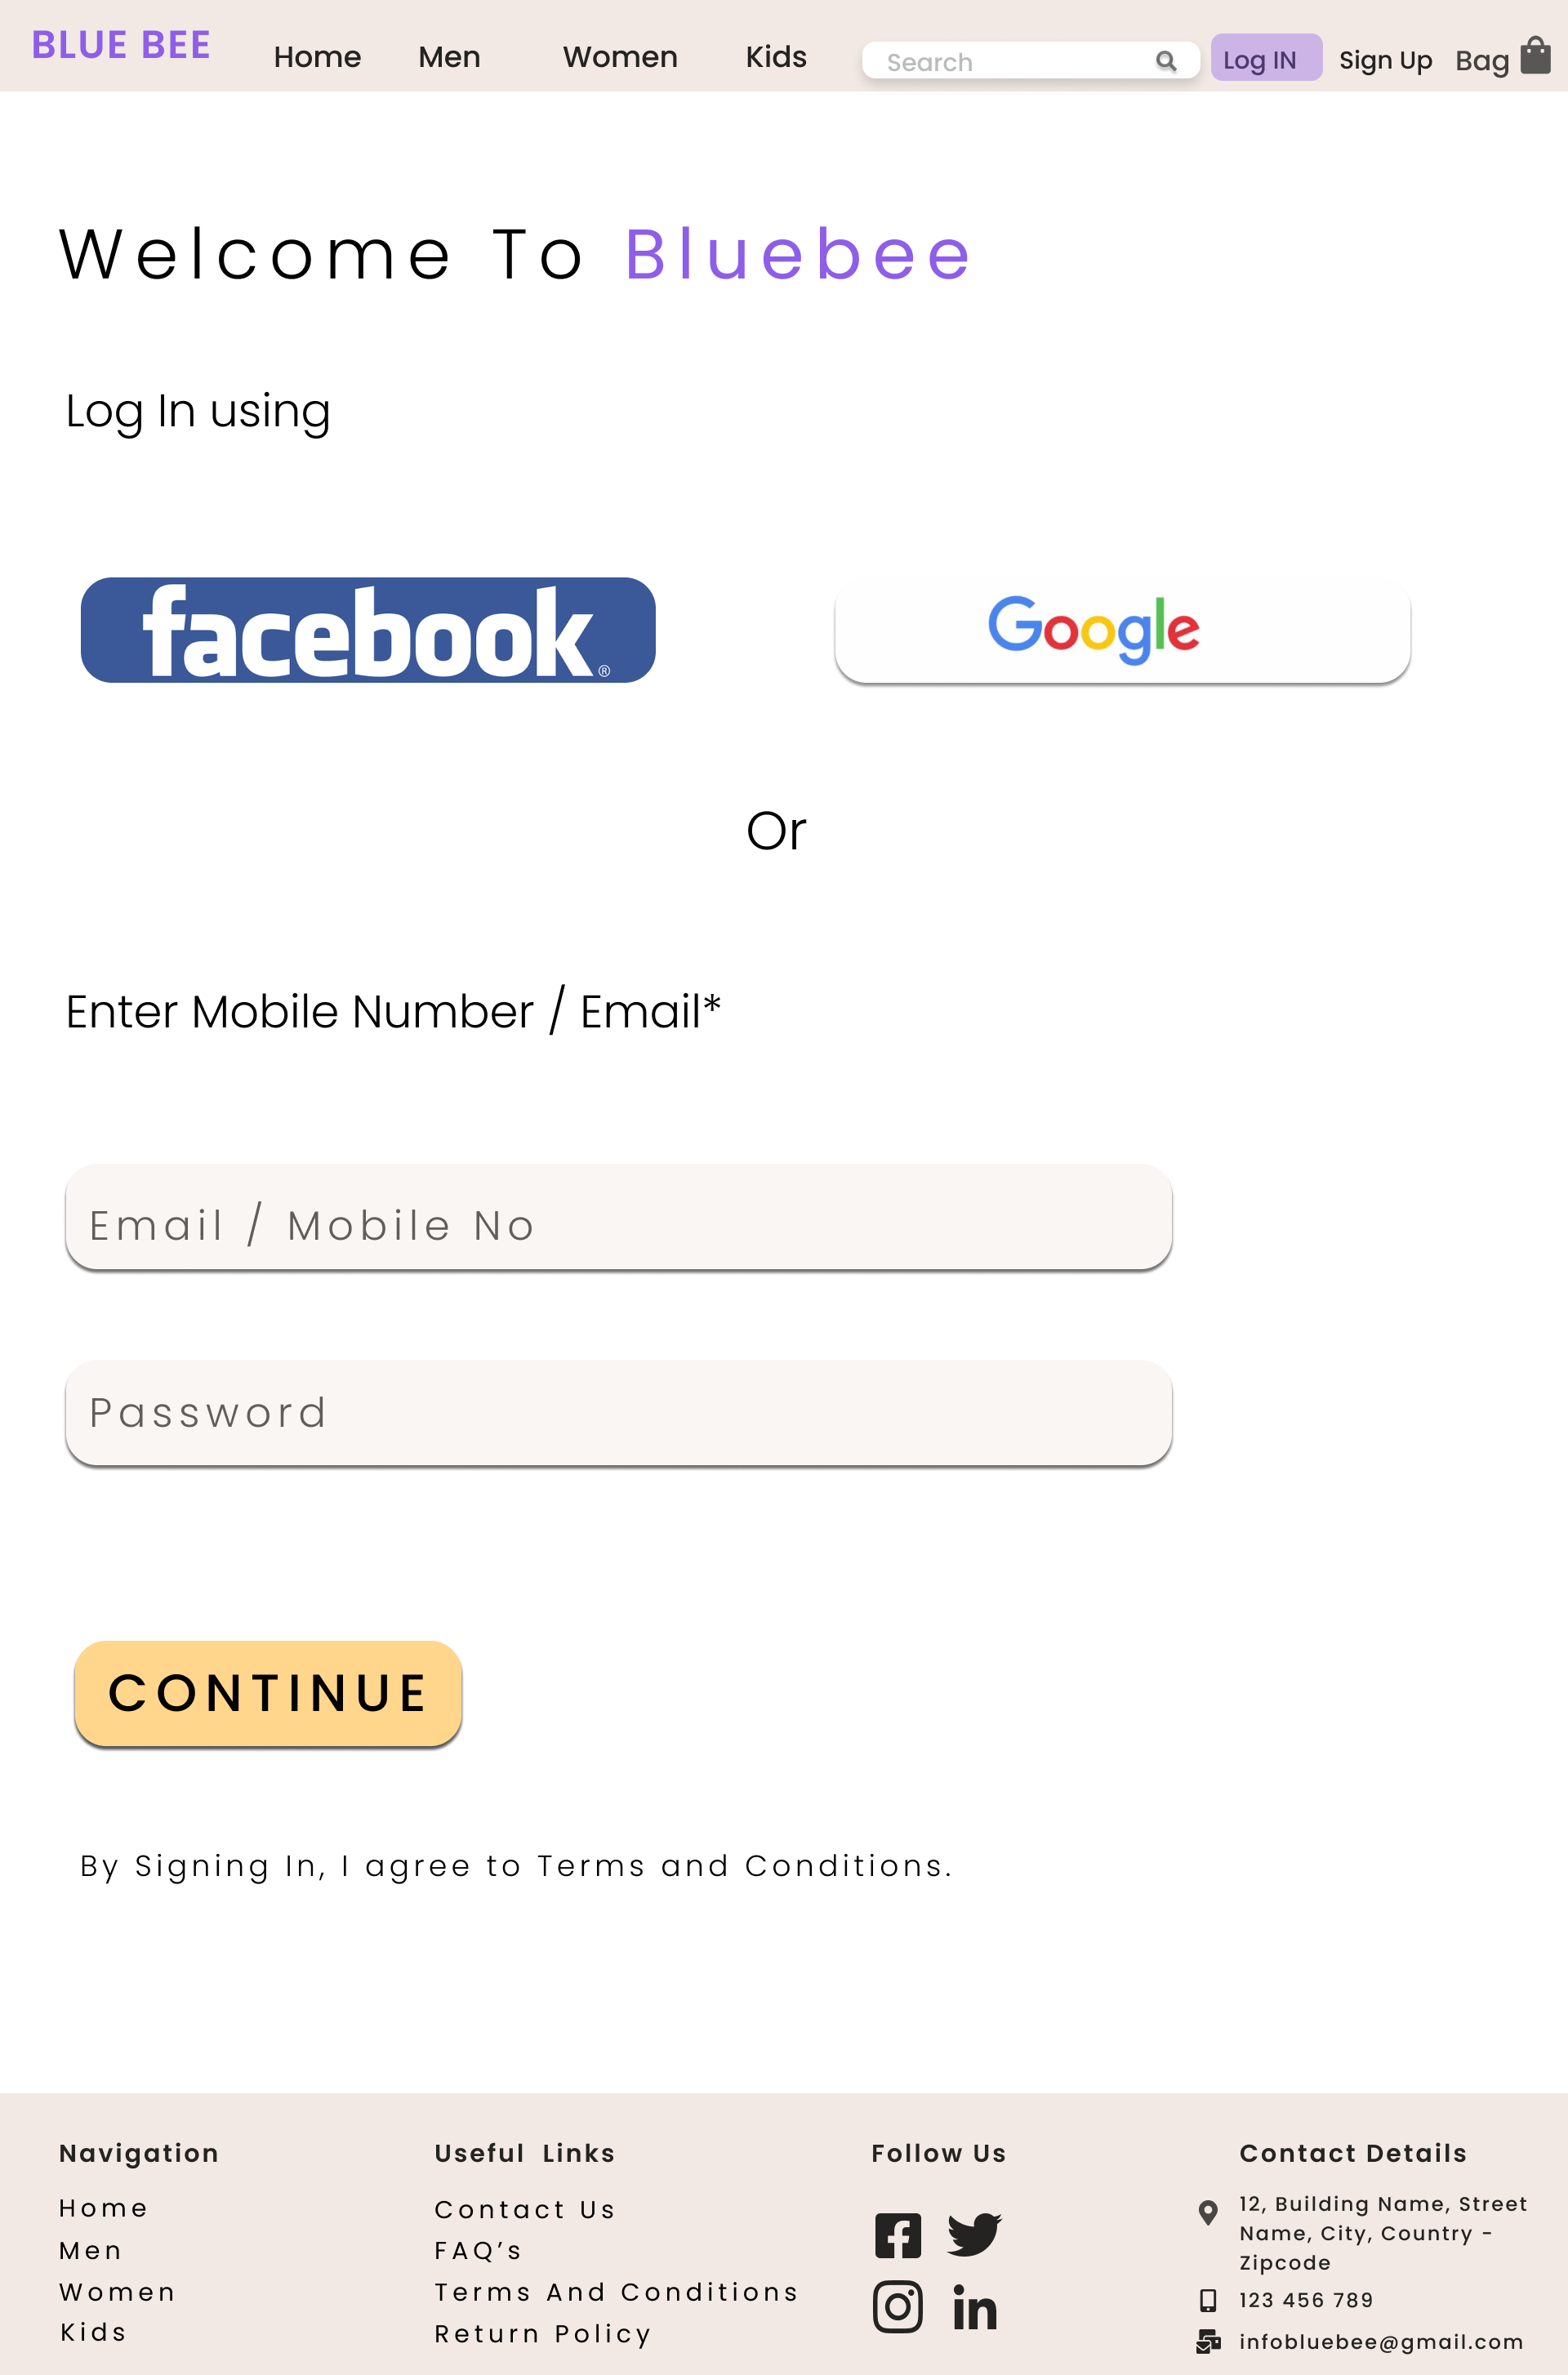 BLUE BEE Home Men Women Kids Search Log IN Sign Up Bag
Welcome To Bluebee
Log In using
facebook® Google
Or
Enter Mobile Number / Email*
Email / Mobile No
Password
CONTINUE
By Signing In, I agree to Terms and Conditions.
Navigation
Home
Men
Women
Kids
Useful Links
Contact Us
FAQ’s
Terms And Conditions
Return Policy
Follow Us
Contact Details
12, Building Name, Street
Name, City, Country -
Zipcode
123 456 789
infobluebee@gmail.com